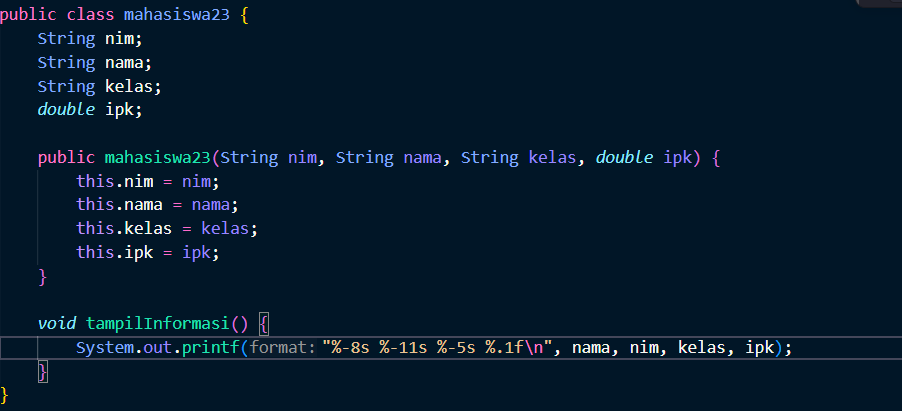 public class mahasiswa23 {
    String nim;
    String nama;
    String kelas;
    double ipk;

    public mahasiswa23(String nim, String nama, String kelas, double ipk) {
        this.nim = nim;
        this.nama = nama;
        this.kelas = kelas;
        this.ipk = ipk;
    }

    void tampilInformasi() {
        System.out.printf(format: "%-8s %-11s %-5s %.1f\n", nama, nim, kelas, ipk);
    }
}